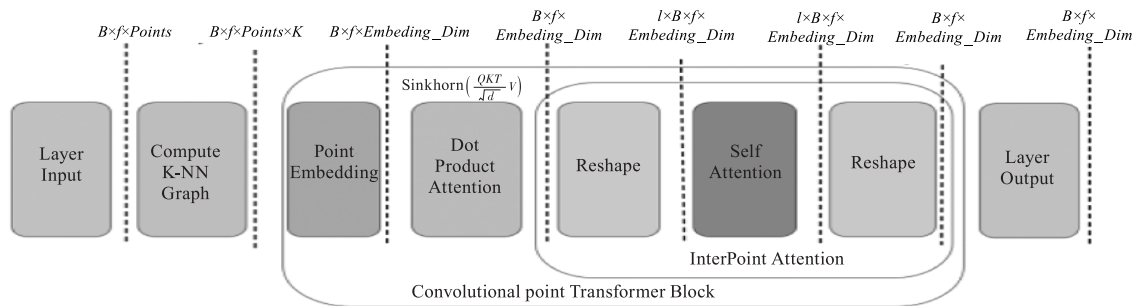 B×f×Points
B×f×Points×K
B×f×Embeding_Dim
B×f×
Embeding_Dim
l×B×f×
Embeding_Dim
l×B×f×
Embeding_Dim
B×f×
Embeding_Dim
B×f×
Embeding_Dim
Sinkhorn(QKT/√d V)
Layer
Input
Compute
K-NN
Graph
Point
Embedding
Dot
Product
Attention
Reshape
Self
Attention
Reshape
Layer
Output
InterPoint Attention
Convolutional point Transformer Block